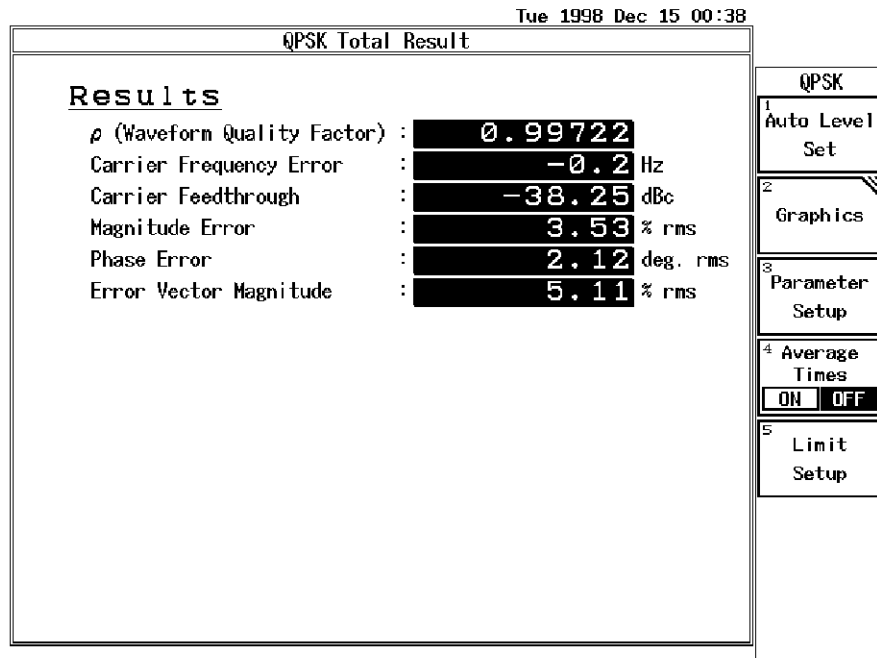 Tue 1998 Dec 15 00:38
QPSK Total Result
Results
ρ (Waveform Quality Factor) : 0.99722
Carrier Frequency Error : -0.2 Hz
Carrier Feedthrough : -38.25 dBc
Magnitude Error : 3.53 % rms
Phase Error : 2.12 deg. rms
Error Vector Magnitude : 5.11 % rms
QPSK
1
Auto Level
Set
2
Graphics
3
Parameter
Setup
4 Average
Times
ON OFF
5
Limit
Setup